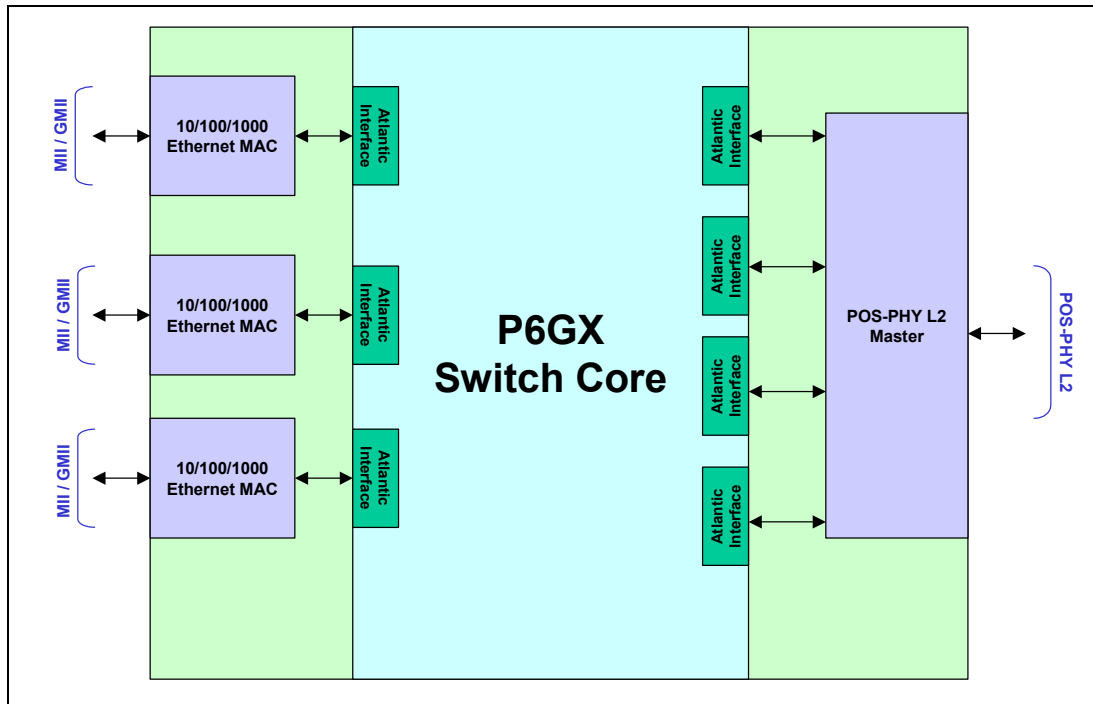 MII / GMII
10/100/1000
Ethernet MAC
Atlantic
Interface
MII / GMII
10/100/1000
Ethernet MAC
Atlantic
Interface
MII / GMII
10/100/1000
Ethernet MAC
Atlantic
Interface
P6GX
Switch Core
Atlantic
Interface
Atlantic
Interface
Atlantic
Interface
Atlantic
Interface
POS-PHY L2
Master
POS-PHY L2